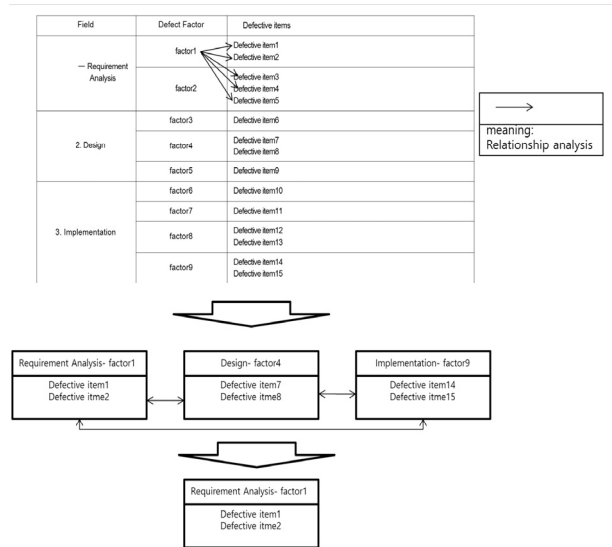 Field Defect Factor Defective items
ㅡ Requirement
Analysis
factor1
Defective item1
Defective item2
factor2
Defective item3
Defective item4
Defective item5
2. Design
factor3
Defective item6
factor4
Defective item7
Defective item8
factor5
Defective item9
3. Implementation
factor6
Defective item10
factor7
Defective item11
factor8
Defective item12
Defective item13
factor9
Defective item14
Defective item15
meaning:
Relationship analysis
Requirement Analysis- factor1
Defective item1
Defective itme2
Design- factor4
Defective item7
Defective itme8
Implementation- factor9
Defective item14
Defective itme15
Requirement Analysis- factor1
Defective item1
Defective itme2